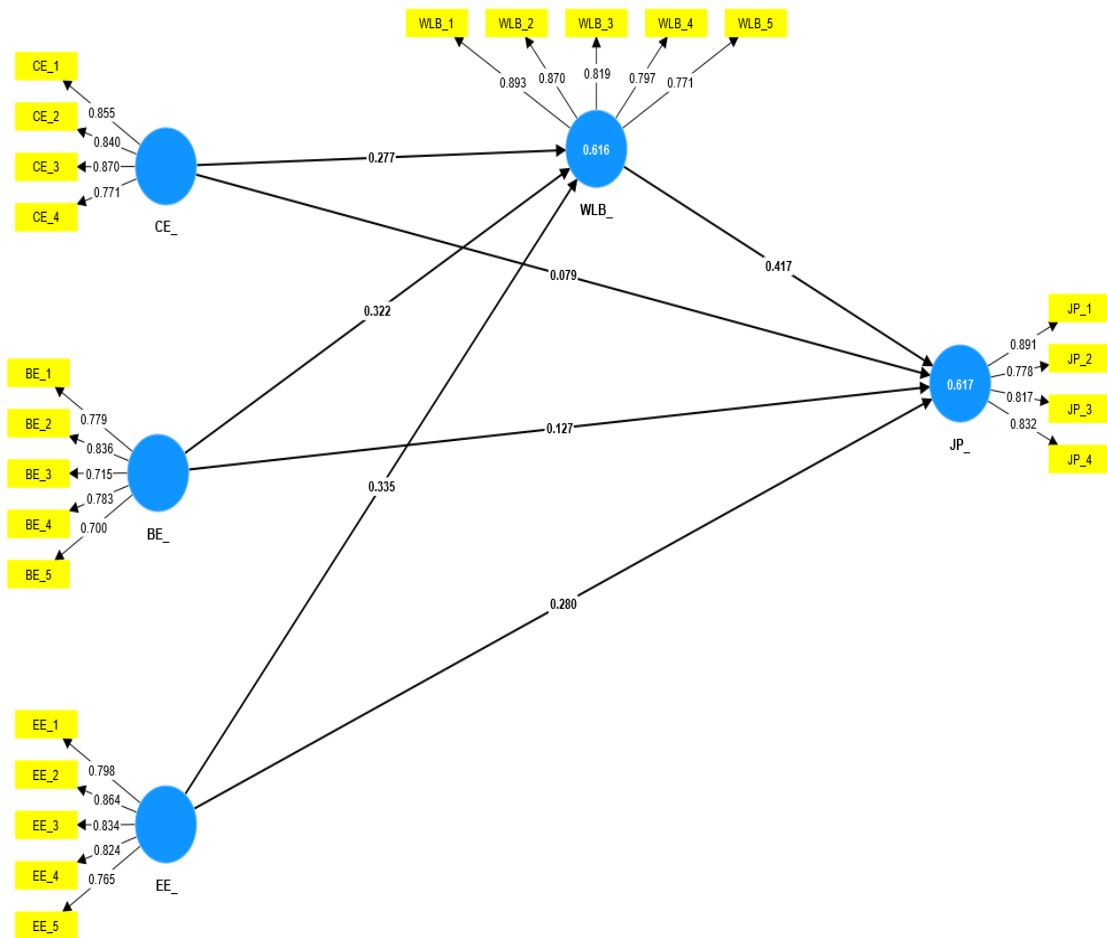 WLB_1 WLB_2 WLB_3 WLB_4 WLB_5
0.893 0.870 0.819 0.797 0.771
CE_1
CE_2
CE_3
CE_4
0.855
0.840
0.870
0.771
CE_
0.277
0.616
WLB_
0.079
0.322
0.417
BE_1
BE_2
BE_3
BE_4
BE_5
0.779
0.836
0.715
0.783
0.700
BE_
0.127
0.335
0.617
JP_
0.891
0.778
0.817
0.832
JP_1
JP_2
JP_3
JP_4
0.280
EE_1
EE_2
EE_3
EE_4
EE_5
0.798
0.864
0.834
0.824
0.765
EE_